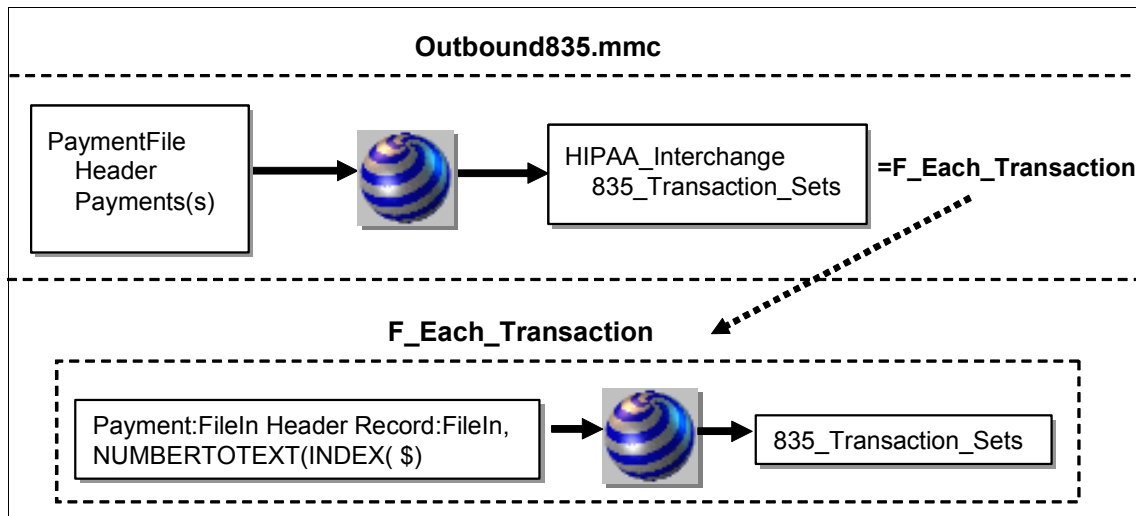 Outbound835.mmc
PaymentFile
Header
Payments(s)
HIPAA_Interchange
835_Transaction_Sets
=F_Each_Transaction
F_Each_Transaction
Payment:FileIn Header Record:FileIn,
NUMBERTOTEXT(INDEX( $)
835_Transaction_Sets